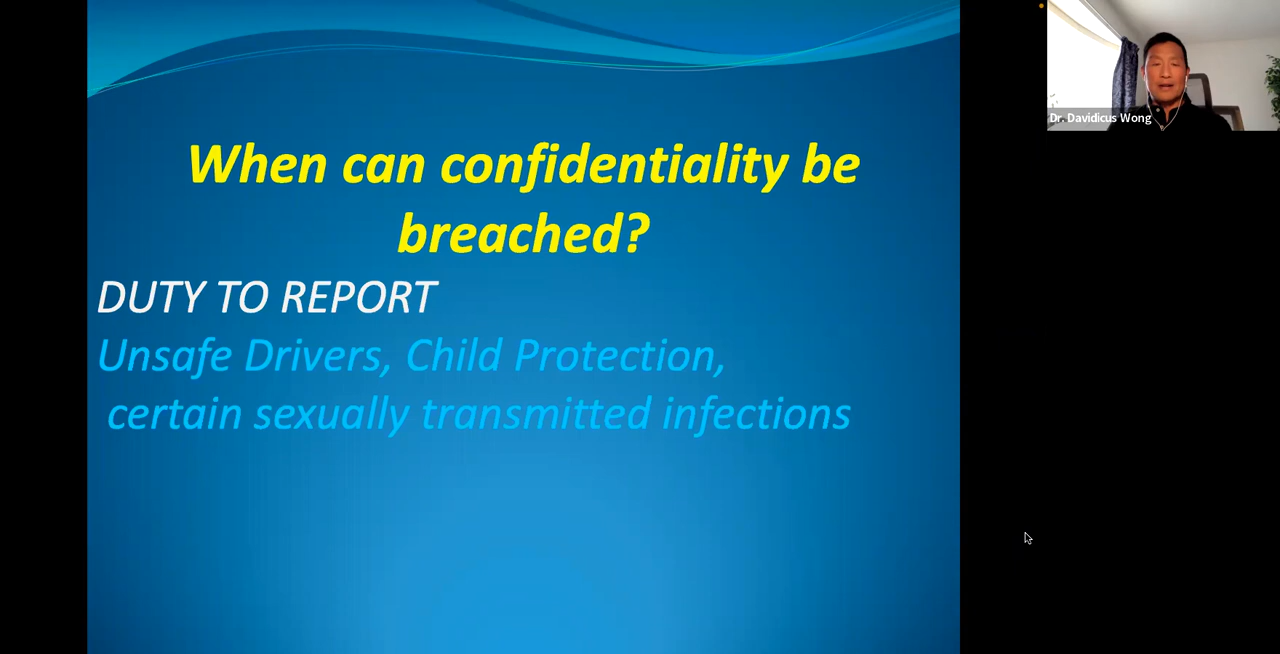 When can confidentiality be
breached?
DUTY TO REPORT
Unsafe Drivers, Child Protection,
certain sexually transmitted infections
Dr. Davidicus Wong